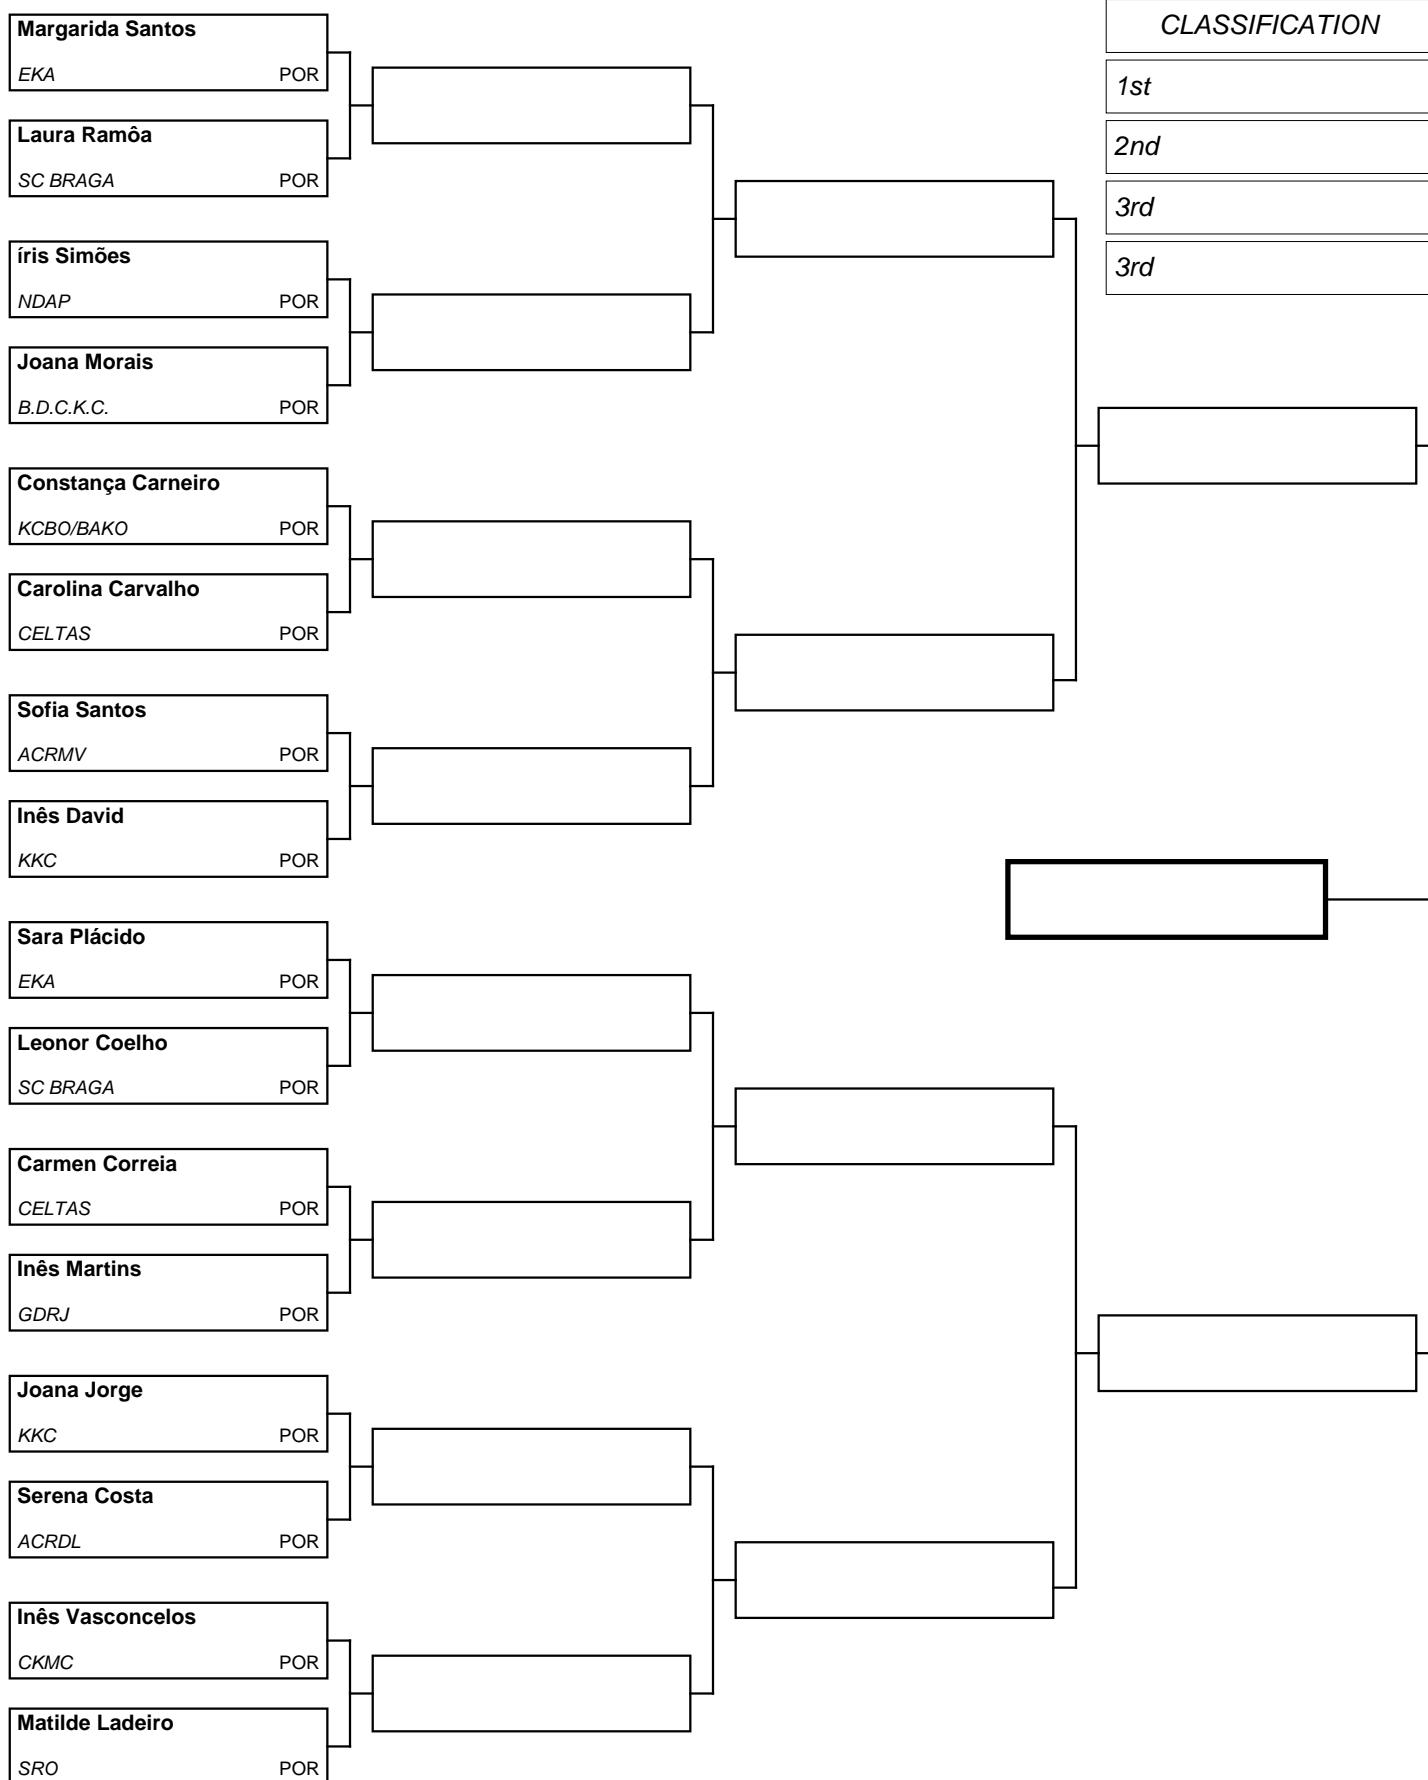 Margarida Santos
EKA POR
Laura Ramôa
SC BRAGA POR
íris Simões
NDAP POR
Joana Morais
B.D.C.K.C. POR
Constança Carneiro
KCBO/BAKO POR
Carolina Carvalho
CELTAS POR
Sofia Santos
ACRMV POR
Inês David
KKC POR
Sara Plácido
EKA POR
Leonor Coelho
SC BRAGA POR
Carmen Correia
CELTAS POR
Inês Martins
GDRJ POR
Joana Jorge
KKC POR
Serena Costa
ACRDL POR
Inês Vasconcelos
CKMC POR
Matilde Ladeiro
SRO POR
CLASSIFICATION
1st
2nd
3rd
3rd